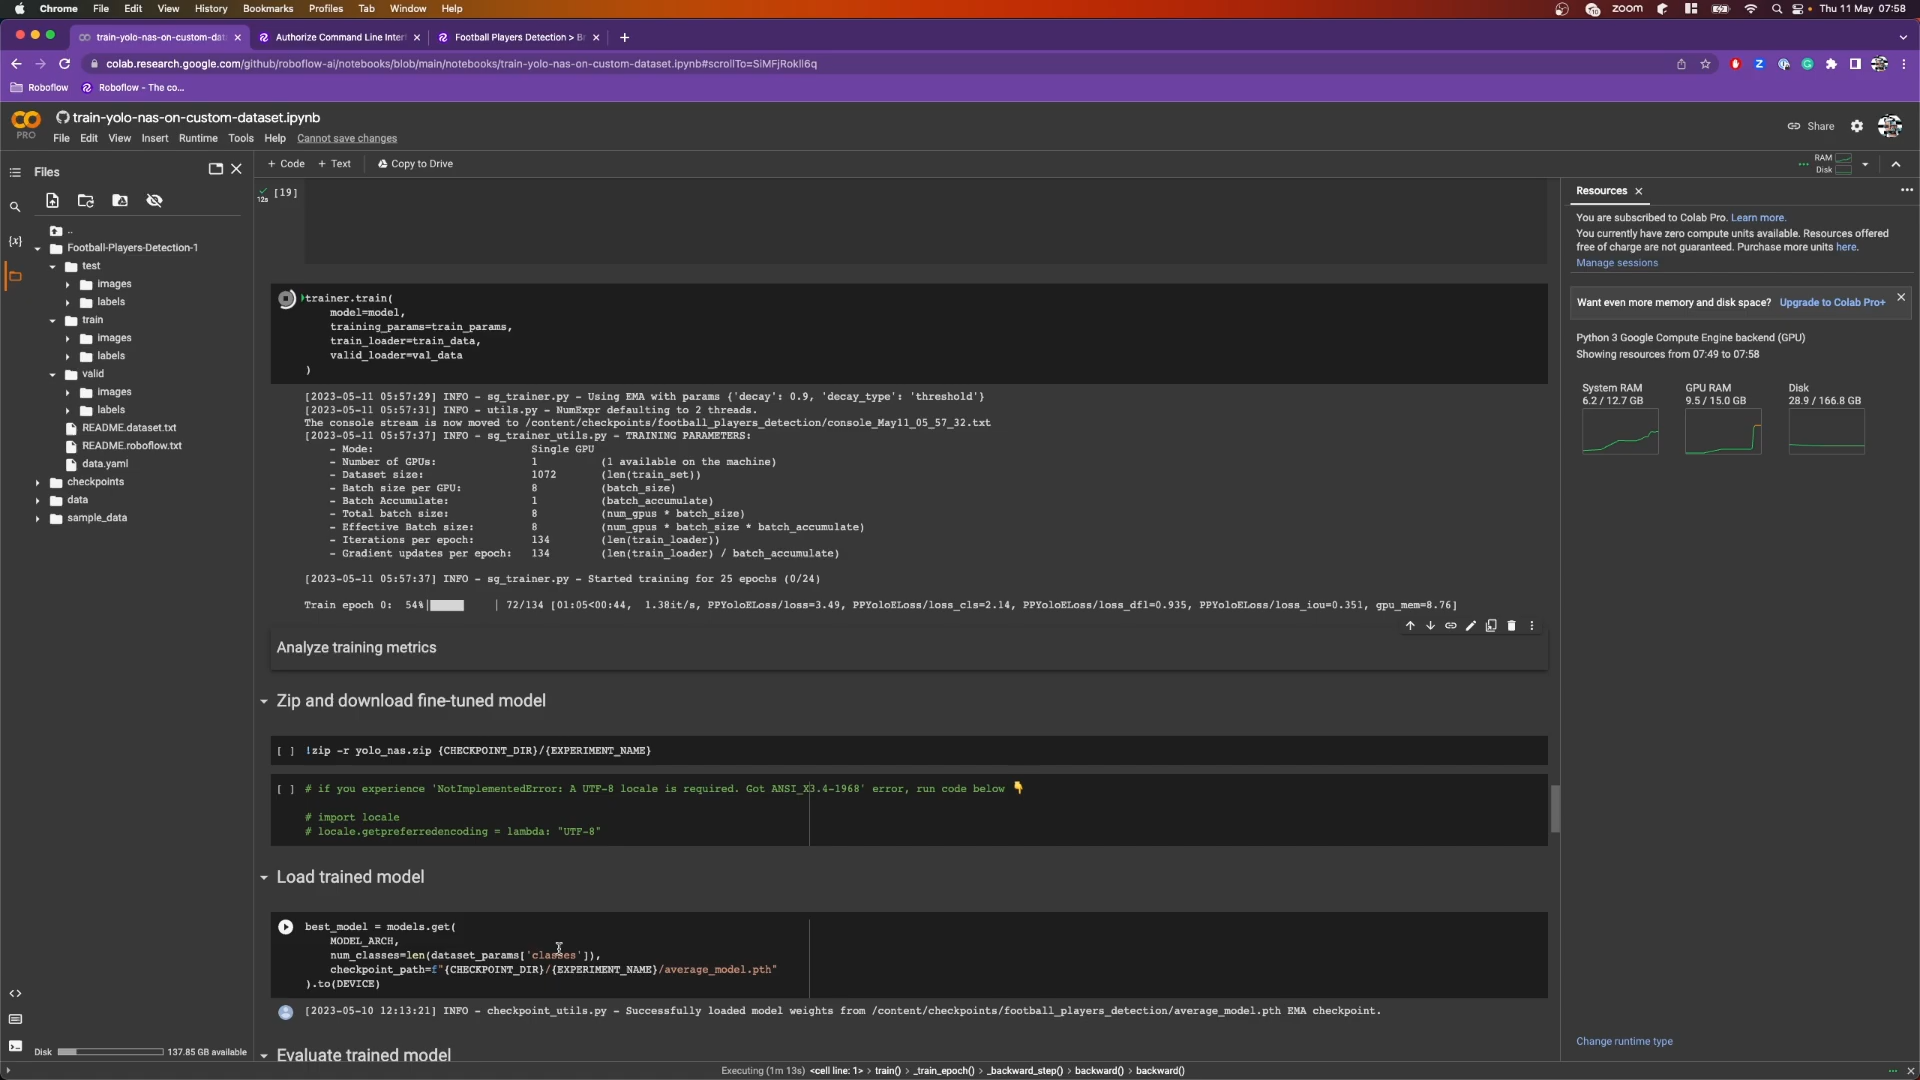 Chrome File Edit View History Bookmarks Profiles Tab Window Help zoom Thu 11 May 07:58
train-yolo-nas-on-custom-dat Authorize Command Line Inter Football Players Detection > B
colab.research.google.com/github/roboflow-ai/notebooks/blob/main/notebooks/train-yolo-nas-on-custom-dataset.ipynb#scrollTo=SiMFjRokll6q
Roboflow Roboflow - The co...
PRO
train-yolo-nas-on-custom-dataset.ipynb
File Edit View Insert Runtime Tools Help Cannot save changes
Share
+ Code + Text Copy to Drive
RAM
Disk
Files
..
Football-Players-Detection-1
test
images
labels
train
images
labels
valid
images
labels
README.dataset.txt
README.roboflow.txt
data.yaml
checkpoints
data
sample_data
Disk 137.85 GB available
12s [19]
trainer.train(
model=model,
training_params=train_params,
train_loader=train_data,
valid_loader=val_data
)
[2023-05-11 05:57:29] INFO - sg_trainer.py - Using EMA with params {'decay': 0.9, 'decay_type': 'threshold'}
[2023-05-11 05:57:31] INFO - utils.py - NumExpr defaulting to 2 threads.
The console stream is now moved to /content/checkpoints/football_players_detection/console_May11_05_57_32.txt
[2023-05-11 05:57:37] INFO - sg_trainer_utils.py - TRAINING PARAMETERS:
- Mode: Single GPU
- Number of GPUs: 1 (1 available on the machine)
- Dataset size: 1072 (len(train_set))
- Batch size per GPU: 8 (batch_size)
- Batch Accumulate: 1 (batch_accumulate)
- Total batch size: 8 (num_gpus * batch_size)
- Effective Batch size: 8 (num_gpus * batch_size * batch_accumulate)
- Iterations per epoch: 134 (len(train_loader))
- Gradient updates per epoch: 134 (len(train_loader) / batch_accumulate)
[2023-05-11 05:57:37] INFO - sg_trainer.py - Started training for 25 epochs (0/24)
Train epoch 0: 54%| | 72/134 [01:05<00:44, 1.38it/s, PPYoloELoss/loss=3.49, PPYoloELoss/loss_cls=2.14, PPYoloELoss/loss_dfl=0.935, PPYoloELoss/loss_iou=0.351, gpu_mem=8.76]
Analyze training metrics
Zip and download fine-tuned model
[ ] !zip -r yolo_nas.zip {CHECKPOINT_DIR}/{EXPERIMENT_NAME}
[ ] # if you experience 'NotImplementedError: A UTF-8 locale is required. Got ANSI_X3.4-1968' error, run code below 👇
# import locale
# locale.getpreferredencoding = lambda: "UTF-8"
Load trained model
best_model = models.get(
MODEL_ARCH,
num_classes=len(dataset_params['classes']),
checkpoint_path=f"{CHECKPOINT_DIR}/{EXPERIMENT_NAME}/average_model.pth"
).to(DEVICE)
[2023-05-10 12:13:21] INFO - checkpoint_utils.py - Successfully loaded model weights from /content/checkpoints/football_players_detection/average_model.pth EMA checkpoint.
Evaluate trained model
Executing (1m 13s) <cell line: 1> > train() > _train_epoch() > _backward_step() > backward() > backward()
Resources
You are subscribed to Colab Pro. Learn more.
You currently have zero compute units available. Resources offered
free of charge are not guaranteed. Purchase more units here.
Manage sessions
Want even more memory and disk space? Upgrade to Colab Pro+
Python 3 Google Compute Engine backend (GPU)
Showing resources from 07:49 to 07:58
System RAM
6.2 / 12.7 GB
GPU RAM
9.5 / 15.0 GB
Disk
28.9 / 166.8 GB
Change runtime type